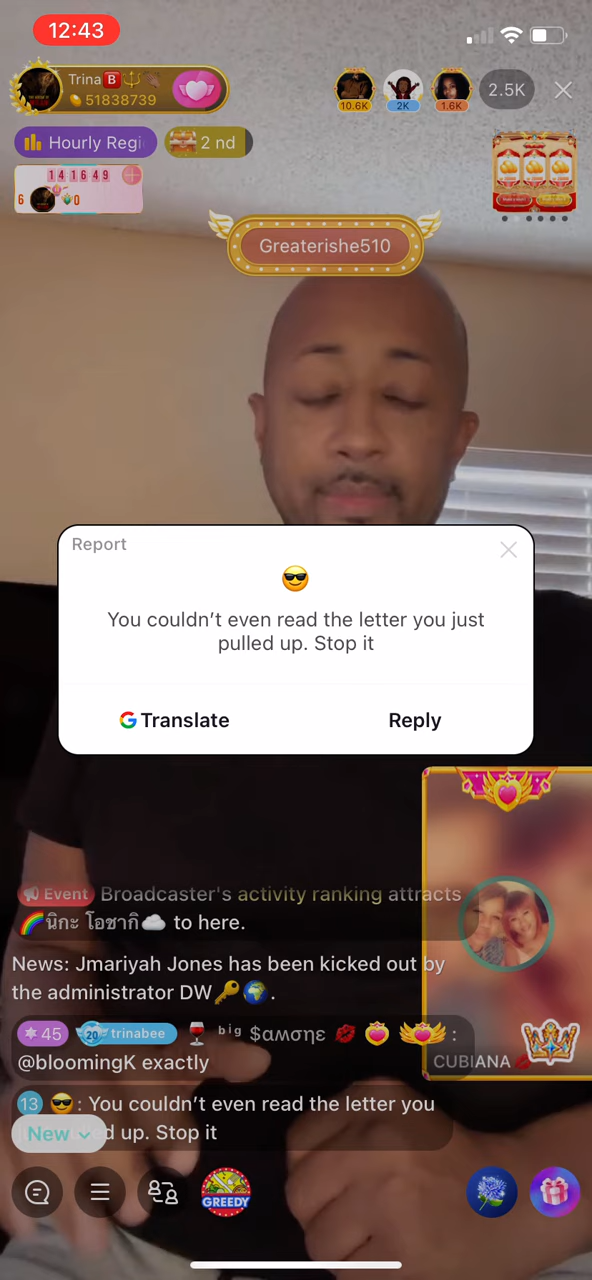 12:43
Trina🅱️🔱
51838739
10.6K
2K
1.6K
2.5K
Hourly Regi
2 nd
1 4 1 6 4 9
6
0
Greaterishe510
Report
😎
You couldn't even read the letter you just
pulled up. Stop it
Translate
Reply
Event Broadcaster's activity ranking attracts
🌈นิกะ โอซากิ☁️ to here.
News: Jmariyah Jones has been kicked out by
the administrator DW🔑🌍.
45 20 trinabee 🍷 ᵇⁱᵍ $αмσηє 💋 :
@bloomingK exactly
CUBIANA💋
13 😎: You couldn't even read the letter you
New
ed up. Stop it
GREEDY